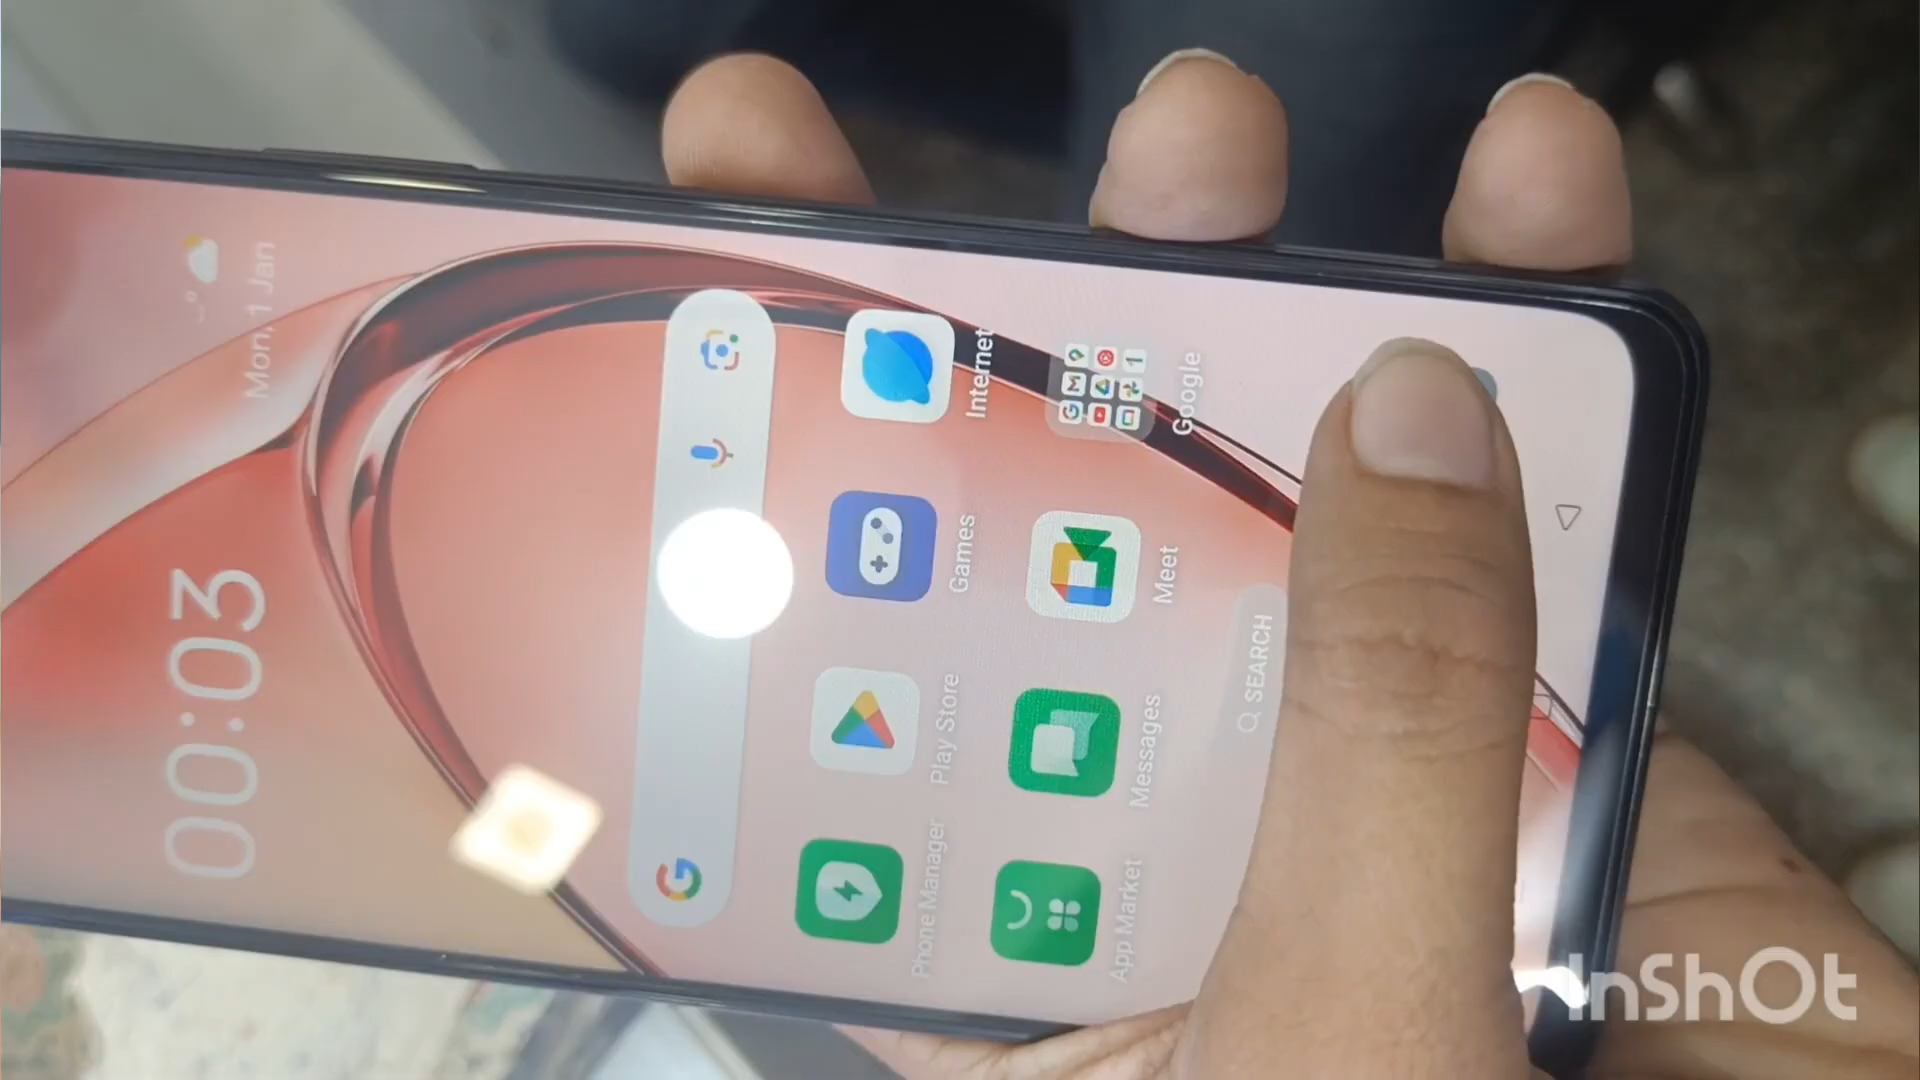 00:03
Mon, 1 Jan
Phone Manager
Play Store
Games
Internet
App Market
Messages
Meet
Google
SEARCH
InShOt